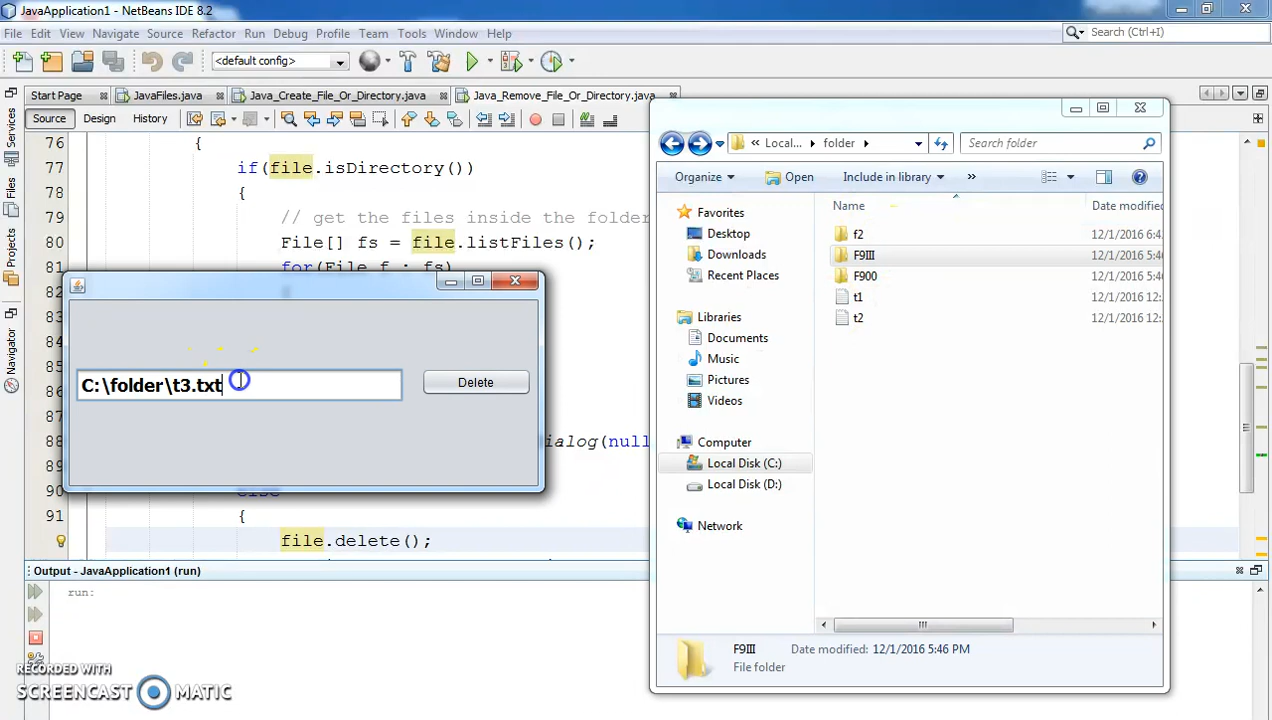 JavaApplication1 - NetBeans IDE 8.2
File Edit View Navigate Source Refactor Run Debug Profile Team Tools Window Help
Search (Ctrl+I)
<default config>
Start Page JavaFiles.java Java_Create_File_Or_Directory.java Java_Remove_File_Or_Directory.java
Source Design History
Services
Files
Projects
Navigator
76 {
77 if(file.isDirectory())
78 {
79 // get the files inside the folder
80 File[] fs = file.listFiles();
81 for(File f : fs)
82 {
83
84
85
86
87
88 ialog(null
89
90 else
91 {
file.delete();
C:\folder\t3.txt
Delete
Output - JavaApplication1 (run)
run:
RECORDED WITH
SCREENCAST MATIC
Local... folder
Search folder
Organize Open Include in library »
Favorites
Desktop
Downloads
Recent Places
Libraries
Documents
Music
Pictures
Videos
Computer
Local Disk (C:)
Local Disk (D:)
Network
Name Date modified
f2 12/1/2016 6:4
F9III 12/1/2016 5:46
F900 12/1/2016 5:46
t1 12/1/2016 12:
t2 12/1/2016 12:
F9III Date modified: 12/1/2016 5:46 PM
File folder